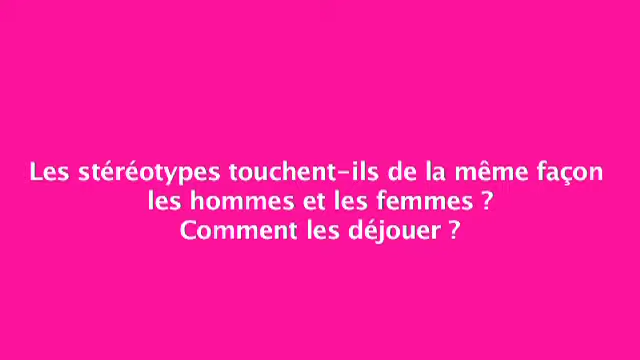 Les stéréotypes touchent-ils de la même façon
les hommes et les femmes ?
Comment les déjouer ?